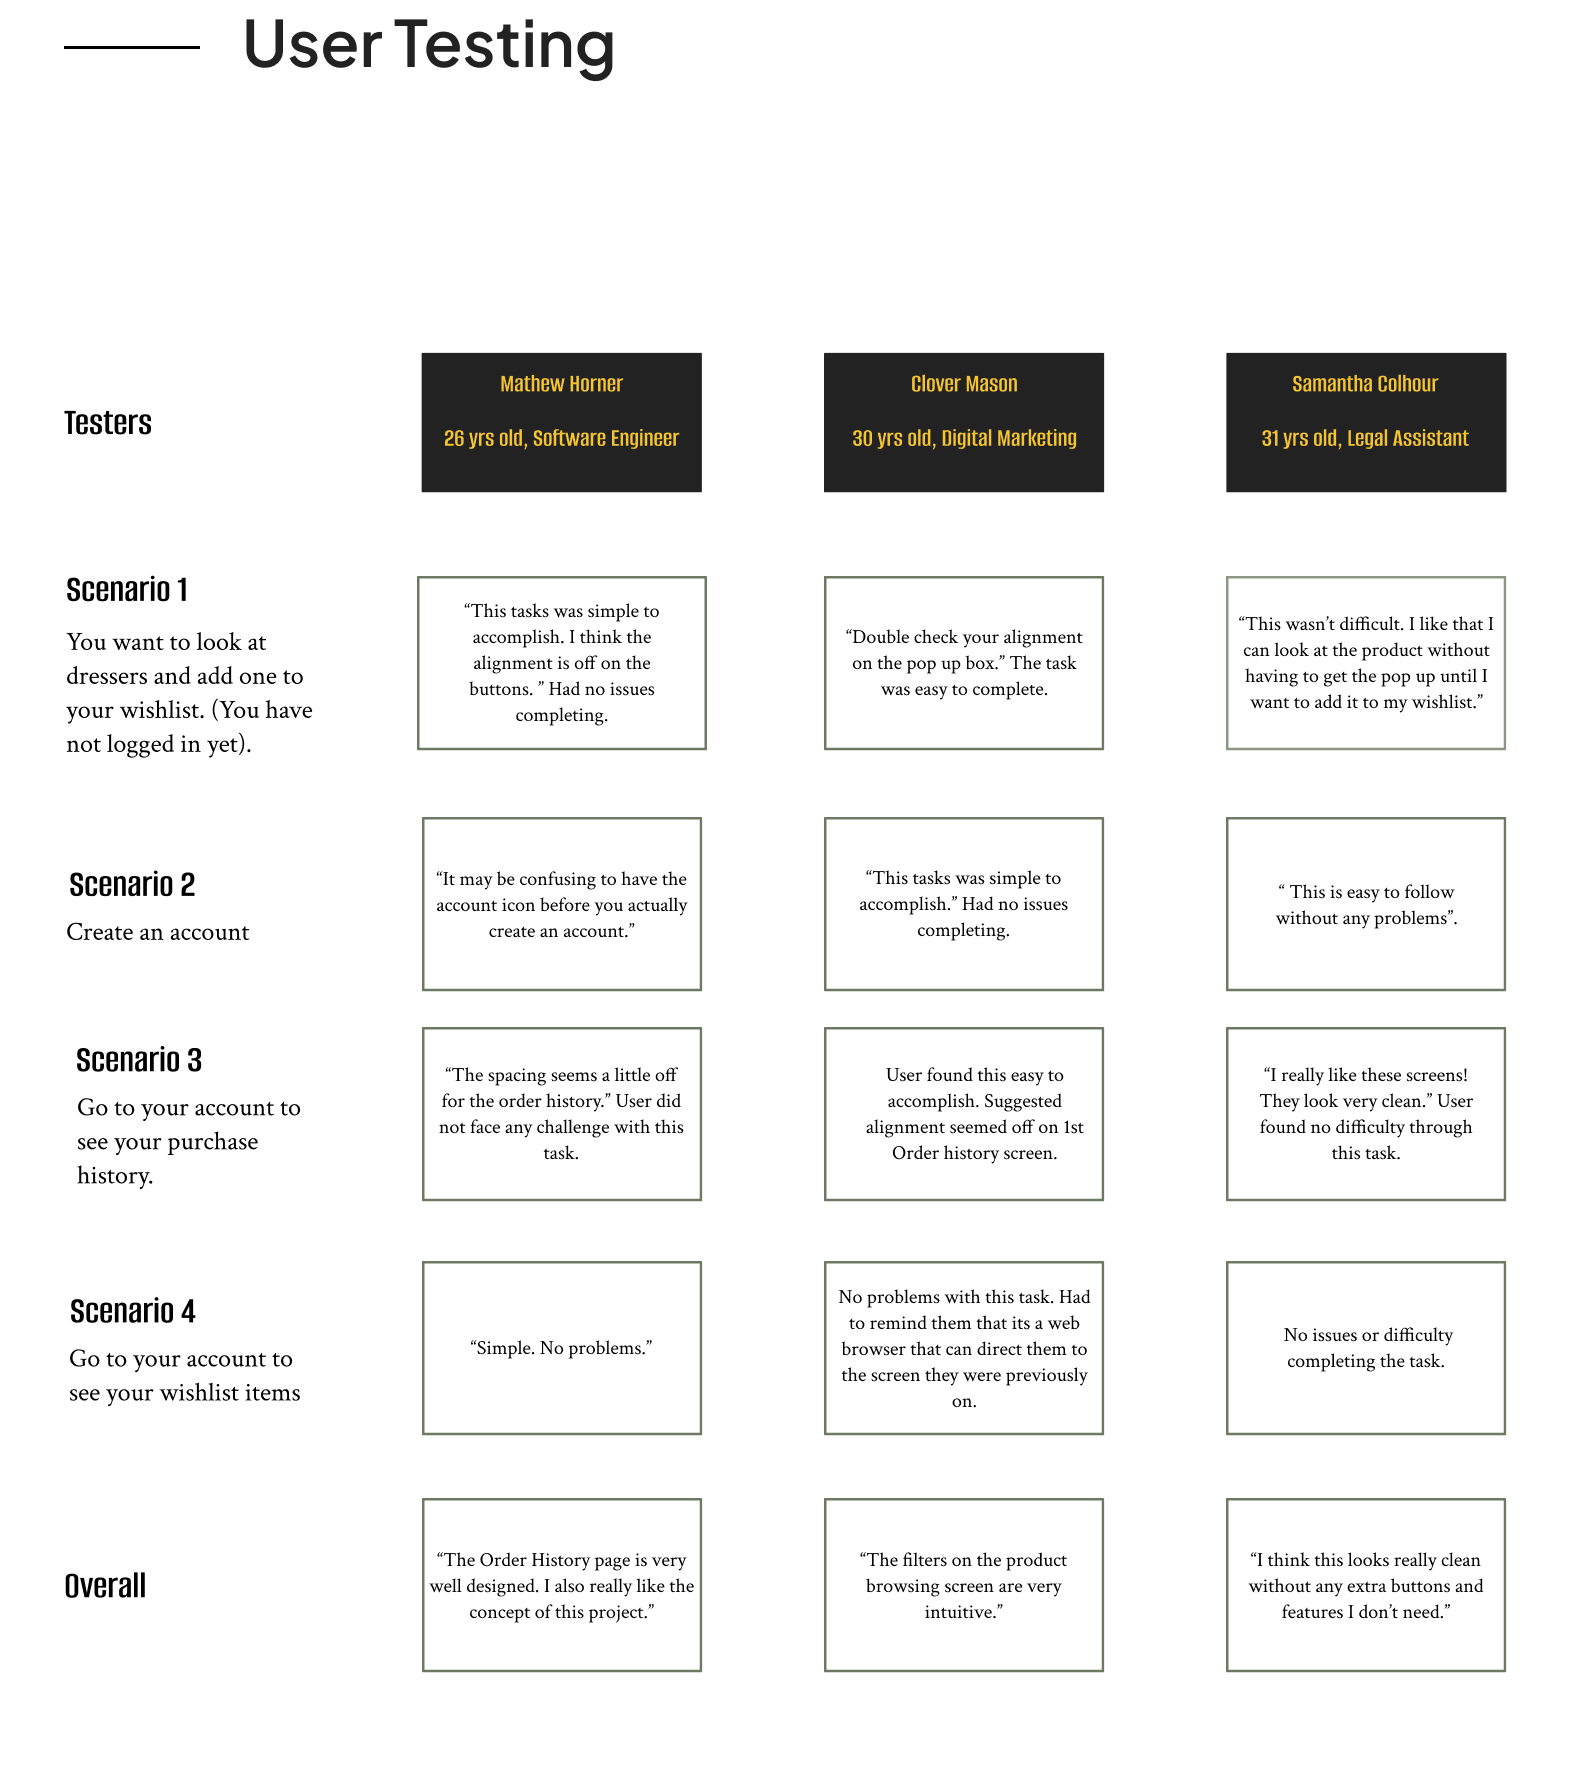 User Testing
Testers
Mathew Horner
26 yrs old, Software Engineer
Clover Mason
30 yrs old, Digital Marketing
Samantha Colhour
31 yrs old, Legal Assistant
Scenario 1
You want to look at
dressers and add one to
your wishlist. (You have
not logged in yet).
“This tasks was simple to
accomplish. I think the
alignment is off on the
buttons. ” Had no issues
completing.
“Double check your alignment
on the pop up box.” The task
was easy to complete.
“This wasn’t difficult. I like that I
can look at the product without
having to get the pop up until I
want to add it to my wishlist.”
Scenario 2
Create an account
“It may be confusing to have the
account icon before you actually
create an account.”
“This tasks was simple to
accomplish.” Had no issues
completing.
“ This is easy to follow
without any problems”.
Scenario 3
Go to your account to
see your purchase
history.
“The spacing seems a little off
for the order history.” User did
not face any challenge with this
task.
User found this easy to
accomplish. Suggested
alignment seemed off on 1st
Order history screen.
“I really like these screens!
They look very clean.” User
found no difficulty through
this task.
Scenario 4
Go to your account to
see your wishlist items
“Simple. No problems.”
No problems with this task. Had
to remind them that its a web
browser that can direct them to
the screen they were previously
on.
No issues or difficulty
completing the task.
Overall
“The Order History page is very
well designed. I also really like the
concept of this project.”
“The filters on the product
browsing screen are very
intuitive.”
“I think this looks really clean
without any extra buttons and
features I don’t need.”